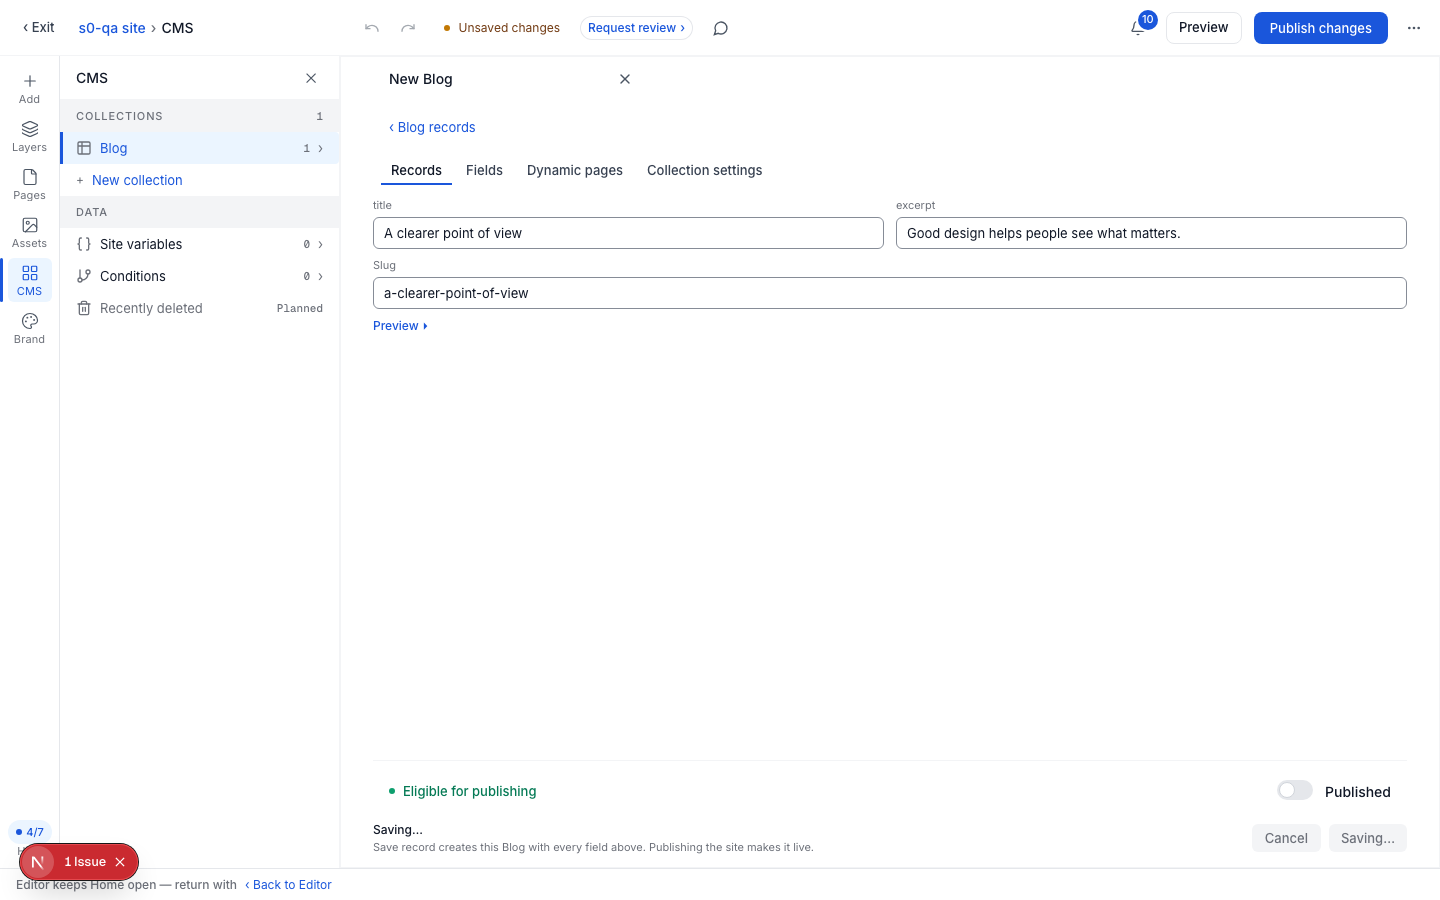 ‹ Exit
s0-qa site › CMS
Unsaved changes
Request review ›
10
Preview
Publish changes
Add
Layers
Pages
Assets
CMS
Brand
4/7
CMS
COLLECTIONS 1
Blog 1 ›
+ New collection
DATA
Site variables 0 ›
Conditions 0 ›
Recently deleted Planned
New Blog
‹ Blog records
Records Fields Dynamic pages Collection settings
title
A clearer point of view
excerpt
Good design helps people see what matters.
Slug
a-clearer-point-of-view
Preview
Eligible for publishing
Published
Saving...
Save record creates this Blog with every field above. Publishing the site makes it live.
Cancel
Saving...
N 1 Issue
Editor keeps Home open — return with ‹ Back to Editor